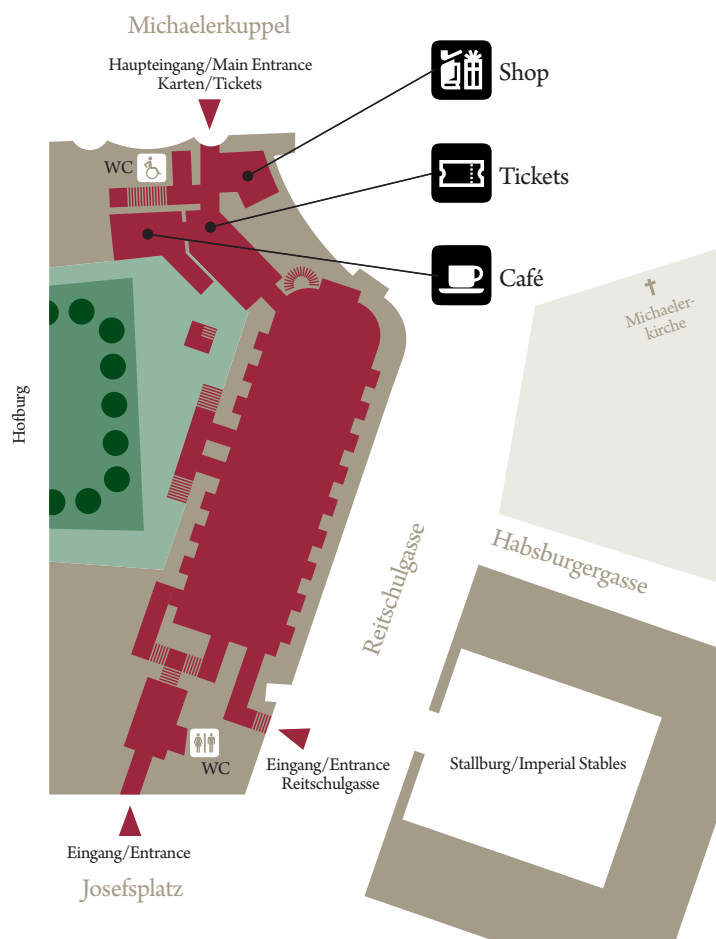 Michaelerkuppel
Haupteingang/Main Entrance
Karten/Tickets
Shop
WC
Tickets
Café
Michaeler-
kirche
Hofburg
Habsburgergasse
Reitschulgasse
Eingang/Entrance
Reitschulgasse
Stallburg/Imperial Stables
WC
Eingang/Entrance
Josefsplatz